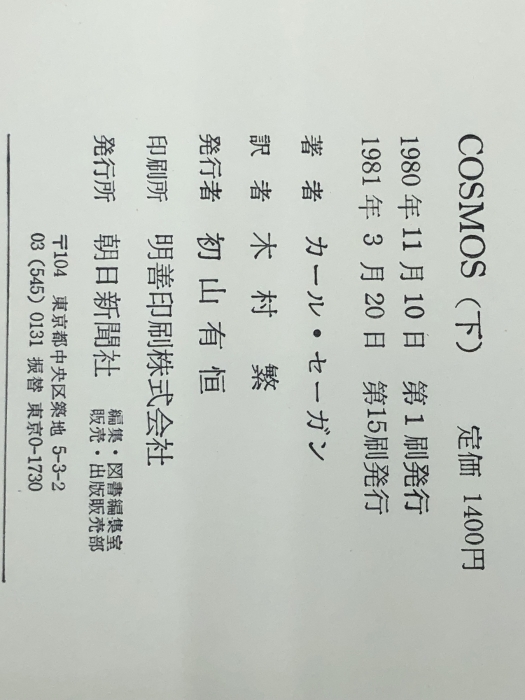 COSMOS（下） 定価 1400円
1980年11月10日 第1刷発行
1981年 3月20日 第15刷発行
著者 カール・セーガン
訳者 木村 繁
発行者 初山有恒
印刷所 明善印刷株式会社
発行所 朝日新聞社 編集・図書編集室
販売・出版販売部
〒104 東京都中央区築地 5-3-2
03（545）0131 振替 東京0-1730